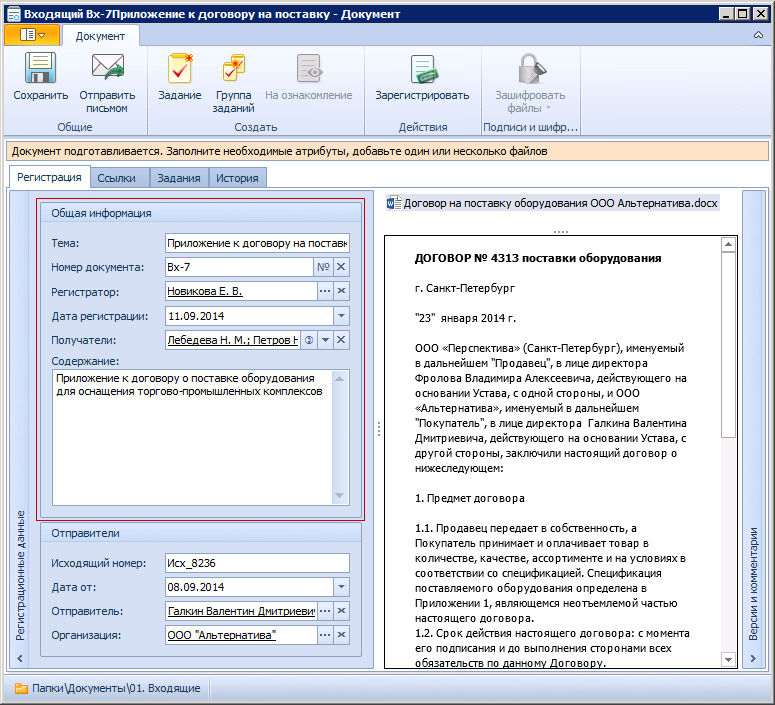 Входящий Вх-7Приложение к договору на поставку - Документ
Документ
Сохранить
Отправить
письмом
Общие
Задание
Группа
заданий
На ознакомление
Создать
Зарегистрировать
Действия
Зашифровать
файлы
Подписи и шифр...
Документ подготавливается. Заполните необходимые атрибуты, добавьте один или несколько файлов
Регистрация
Ссылки
Задания
История
Регистрационные данные
Общая информация
Тема:
Приложение к договору на поставк
Номер документа:
Вх-7
№
Регистратор:
Новикова Е. В.
Дата регистрации:
11.09.2014
Получатели:
Лебедева Н. М.; Петров Н
Содержание:
Приложение к договору о поставке оборудования
для оснащения торгово-промышленных комплексов
Отправители
Исходящий номер:
Исх_8236
Дата от:
08.09.2014
Отправитель:
Галкин Валентин Дмитриеви
Организация:
ООО "Альтернатива"
Договор на поставку оборудования ООО Альтернатива.docx
ДОГОВОР № 4313 поставки оборудования
г. Санкт-Петербург
"23" января 2014 г.
ООО «Перспектива» (Санкт-Петербург), именуемый
в дальнейшем "Продавец", в лице директора
Фролова Владимира Алексеевича, действующего на
основании Устава, с одной стороны, и ООО
«Альтернатива», именуемый в дальнейшем
"Покупатель", в лице директора Галкина Валентина
Дмитриевича, действующего на основании Устава, с
другой стороны, заключили настоящий договор о
нижеследующем:
1. Предмет договора
1.1. Продавец передает в собственность, а
Покупатель принимает и оплачивает товар в
количестве, качестве, ассортименте и на условиях в
соответствии со спецификацией. Спецификация
поставляемого оборудования определена в
Приложении 1, являющемся неотъемлемой частью
настоящего договора.
1.2. Срок действия настоящего договора: с момента
его подписания и до выполнения сторонами всех
обязательств по данному Договору.
Версии и комментарии
Папки\Документы\01. Входящие